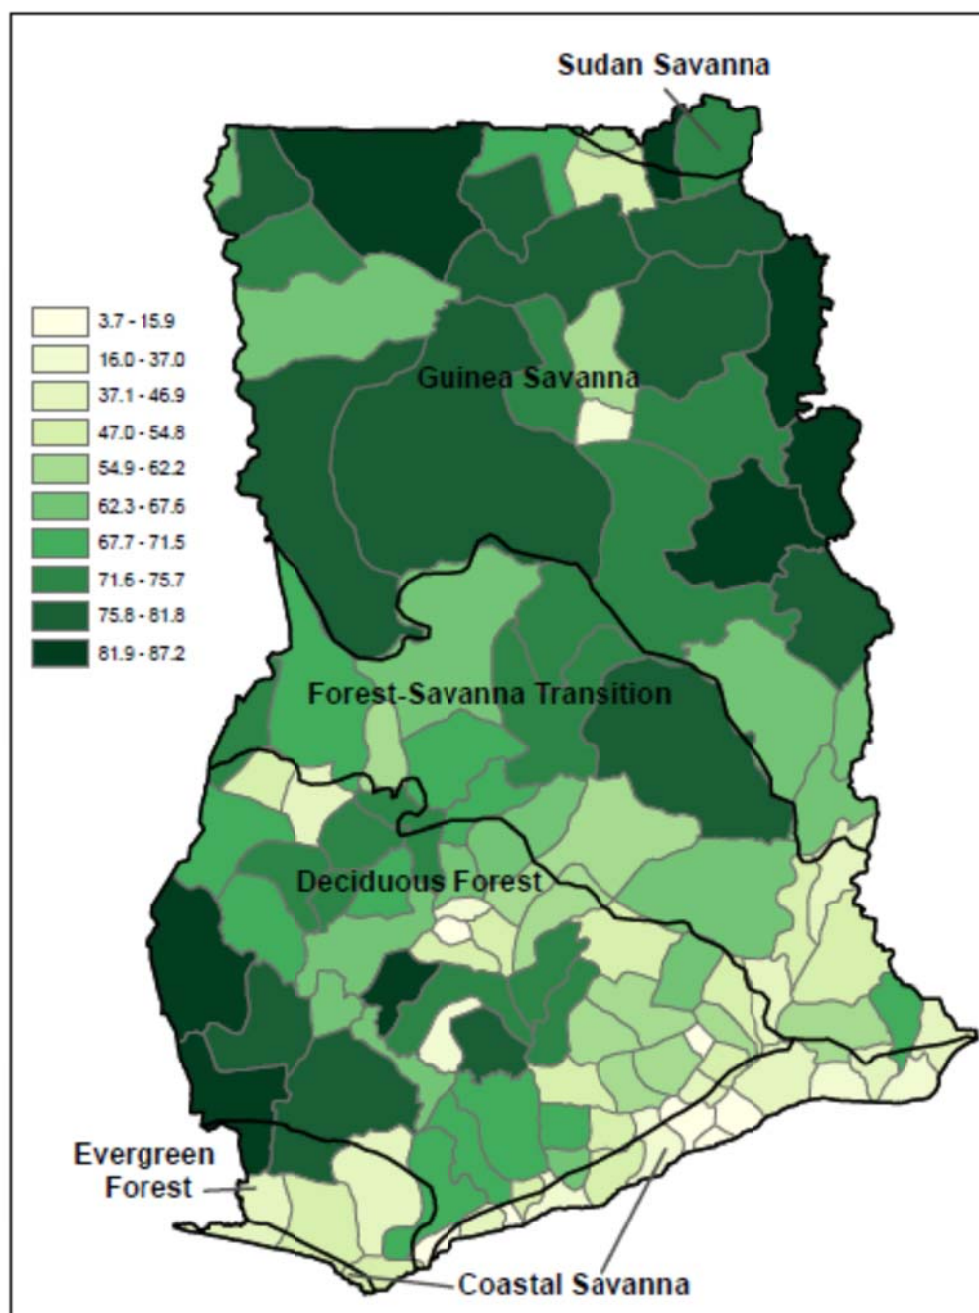 Sudan Savanna
3.7 - 15.9
16.0 - 37.0
37.1 - 46.9
47.0 - 54.8
54.9 - 62.2
62.3 - 67.6
67.7 - 71.5
71.6 - 75.7
75.8 - 81.8
81.9 - 87.2
Guinea Savanna
Forest-Savanna Transition
Deciduous Forest
Evergreen
Forest
Coastal Savanna